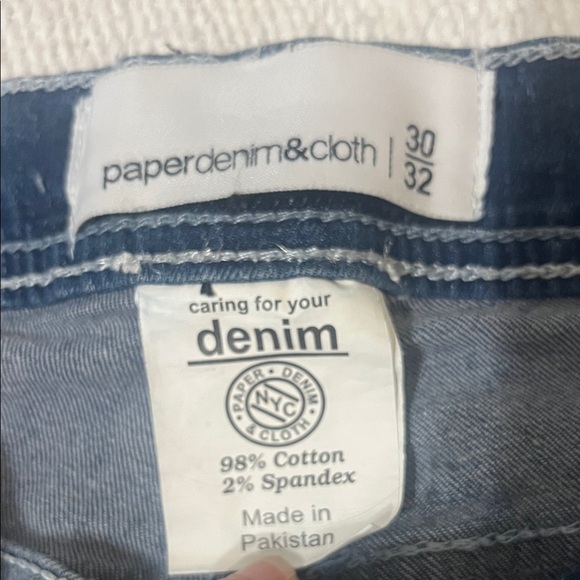 paperdenim&cloth | 30
32
caring for your
denim
PAPER • DENIM
NYC
& CLOTH •
98% Cotton
2% Spandex
Made in
Pakistan